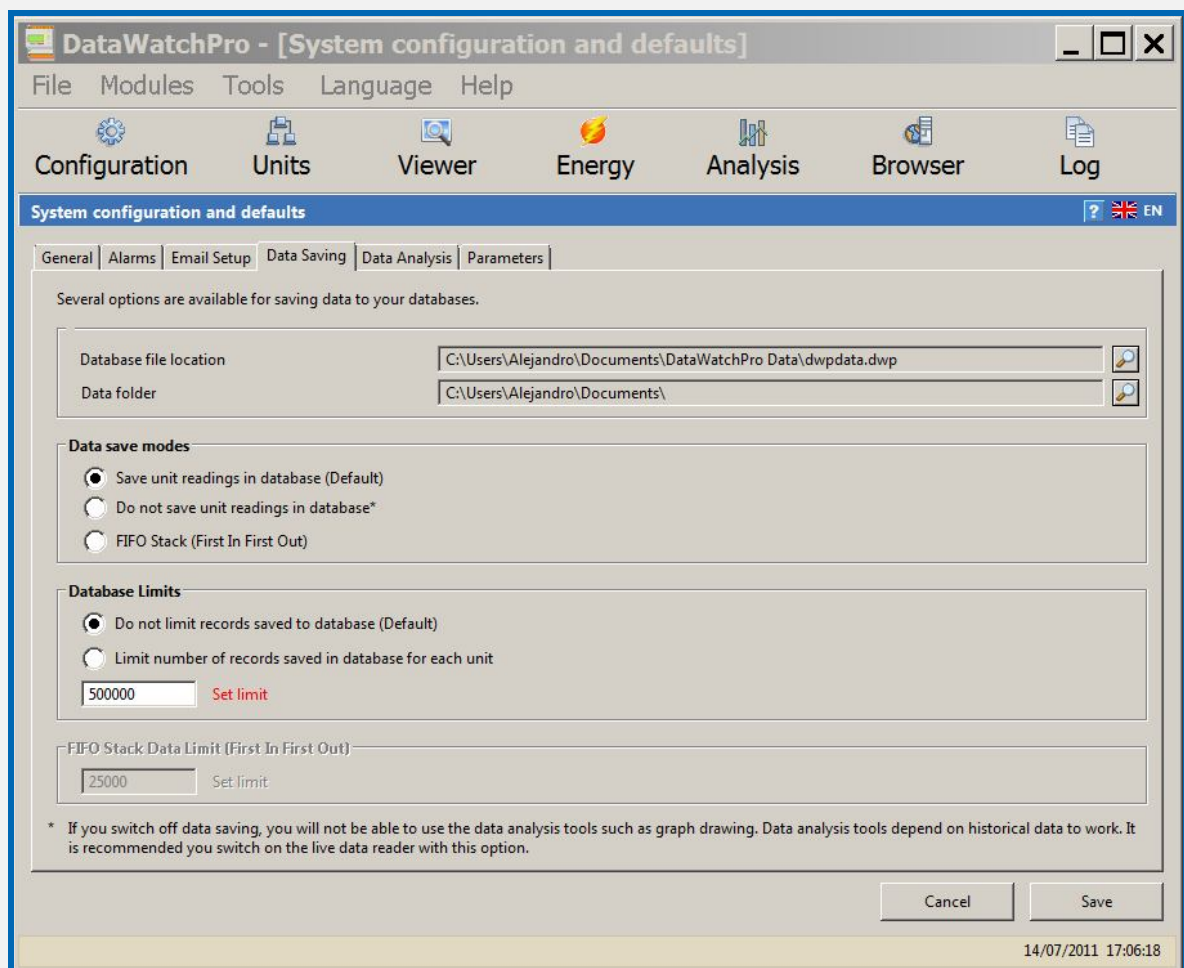 DataWatchPro - [System configuration and defaults]
File Modules Tools Language Help
Configuration Units Viewer Energy Analysis Browser Log
System configuration and defaults ? EN
General Alarms Email Setup Data Saving Data Analysis Parameters
Several options are available for saving data to your databases.
Database file location C:\Users\Alejandro\Documents\DataWatchPro Data\dwpdata.dwp
Data folder C:\Users\Alejandro\Documents\
Data save modes
Save unit readings in database (Default)
Do not save unit readings in database*
FIFO Stack (First In First Out)
Database Limits
Do not limit records saved to database (Default)
Limit number of records saved in database for each unit
500000 Set limit
FIFO Stack Data Limit (First In First Out)
25000 Set limit
* If you switch off data saving, you will not be able to use the data analysis tools such as graph drawing. Data analysis tools depend on historical data to work. It
is recommended you switch on the live data reader with this option.
Cancel Save
14/07/2011 17:06:18